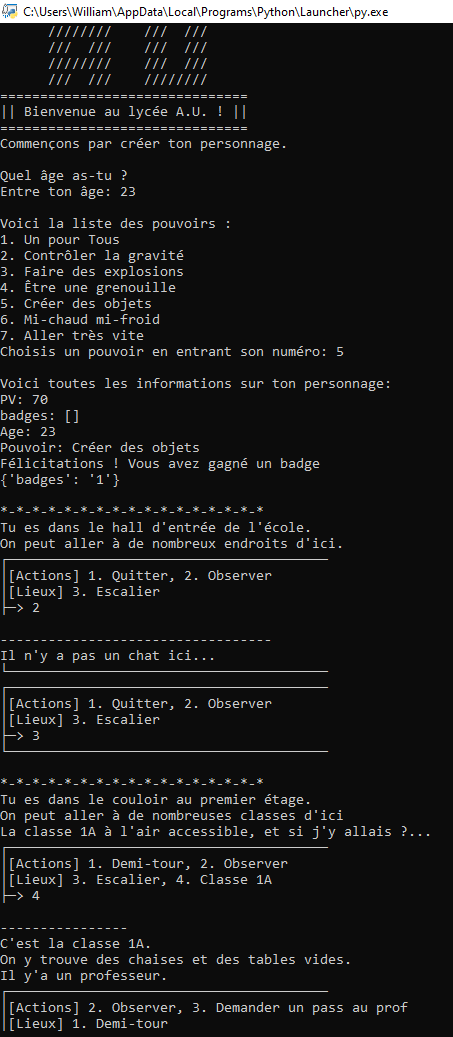 C:\Users\William\AppData\Local\Programs\Python\Launcher\py.exe
////////    ///  ///
///  ///    ///  ///
////////    ///  ///
///  ///    ////////
===============================
|| Bienvenue au lycée A.U. ! ||
===============================
Commençons par créer ton personnage.
Quel âge as-tu ?
Entre ton âge: 23
Voici la liste des pouvoirs :
1. Un pour Tous
2. Contrôler la gravité
3. Faire des explosions
4. Être une grenouille
5. Créer des objets
6. Mi-chaud mi-froid
7. Aller très vite
Choisis un pouvoir en entrant son numéro: 5
Voici toutes les informations sur ton personnage:
PV: 70
badges: []
Age: 23
Pouvoir: Créer des objets
Félicitations ! Vous avez gagné un badge
{'badges': '1'}
*-*-*-*-*-*-*-*-*-*-*-*-*-*-*-*-*
Tu es dans le hall d'entrée de l'école.
On peut aller à de nombreux endroits d'ici.
[Actions] 1. Quitter, 2. Observer
[Lieux] 3. Escalier
├─> 2
----------------------------------
Il n'y a pas un chat ici...
[Actions] 1. Quitter, 2. Observer
[Lieux] 3. Escalier
├─> 3
*-*-*-*-*-*-*-*-*-*-*-*-*-*-*-*-*
Tu es dans le couloir au premier étage.
On peut aller à de nombreuses classes d'ici
La classe 1A à l'air accessible, et si j'y allais ?...
[Actions] 1. Demi-tour, 2. Observer
[Lieux] 3. Escalier, 4. Classe 1A
├─> 4
----------------
C'est la classe 1A.
On y trouve des chaises et des tables vides.
Il y'a un professeur.
[Actions] 2. Observer, 3. Demander un pass au prof
[Lieux] 1. Demi-tour